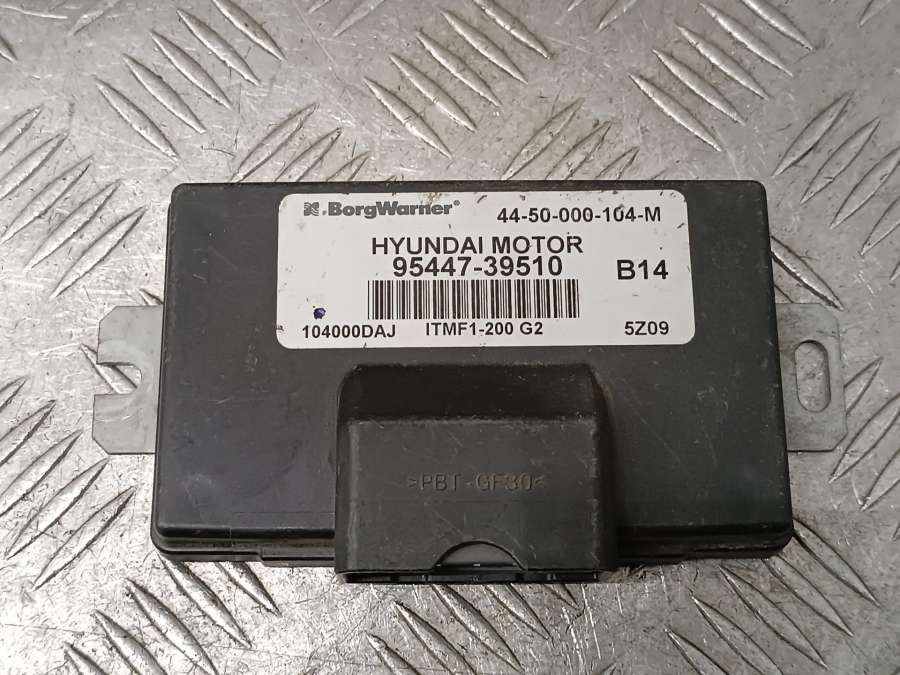 BorgWarner®
44-50-000-104-M
HYUNDAI MOTOR
95447-39510
B14
104000DAJ
ITMF1-200 G2
5Z09
>PBT-GF30<